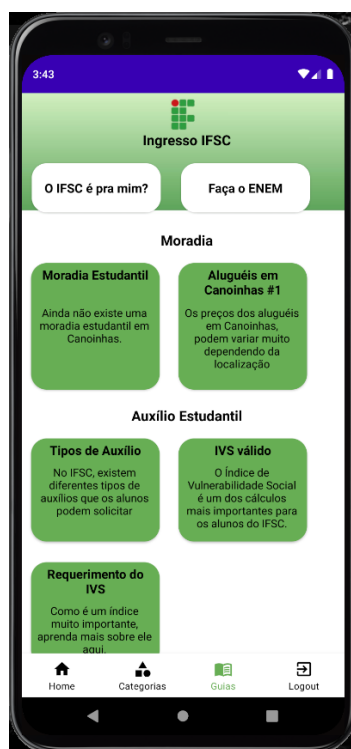 3:43
Ingresso IFSC
O IFSC é pra mim?
Faça o ENEM
Moradia
Moradia Estudantil
Ainda não existe uma
moradia estudantil em
Canoinhas.
Aluguéis em
Canoinhas #1
Os preços dos aluguéis
em Canoinhas,
podem variar muito
dependendo da
localização
Auxílio Estudantil
Tipos de Auxílio
No IFSC, existem
diferentes tipos de
auxílios que os alunos
podem solicitar
IVS válido
O Índice de
Vulnerabilidade Social
é um dos cálculos
mais importantes para
os alunos do IFSC.
Requerimento do
IVS
Como é um índice
muito importante,
aprenda mais sobre ele
aqui.
Home
Categorias
Guias
Logout